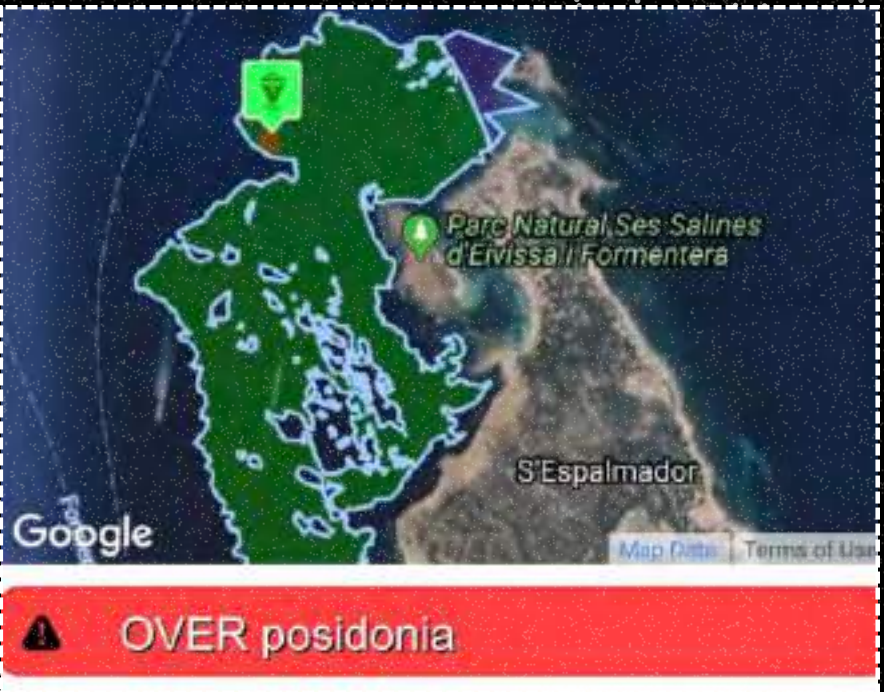 Parc Natural Ses Salines
d'Eivissa i Formentera
S'Espalmador
Google
Map Data
Terms of Use
OVER posidonia